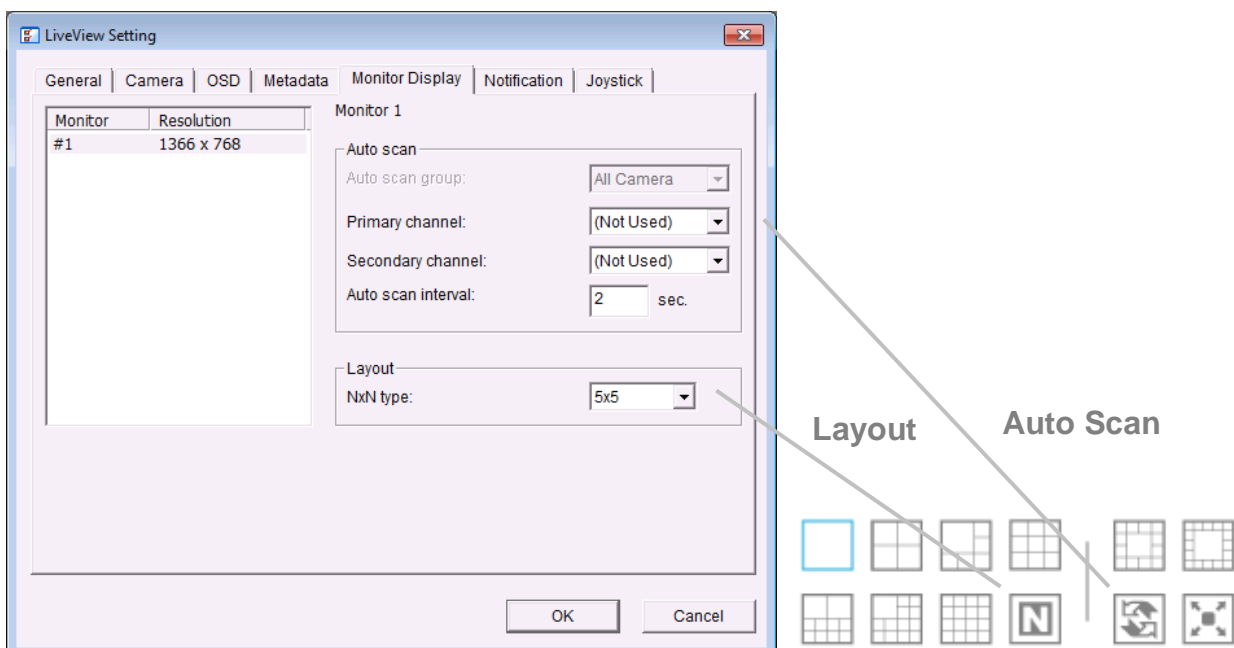 LiveView Setting
General Camera OSD Metadata Monitor Display Notification Joystick
Monitor Resolution
#1 1366 x 768
Monitor 1
Auto scan
Auto scan group: All Camera
Primary channel: (Not Used)
Secondary channel: (Not Used)
Auto scan interval: 2 sec.
Layout
NxN type: 5x5
OK Cancel
Layout Auto Scan
N